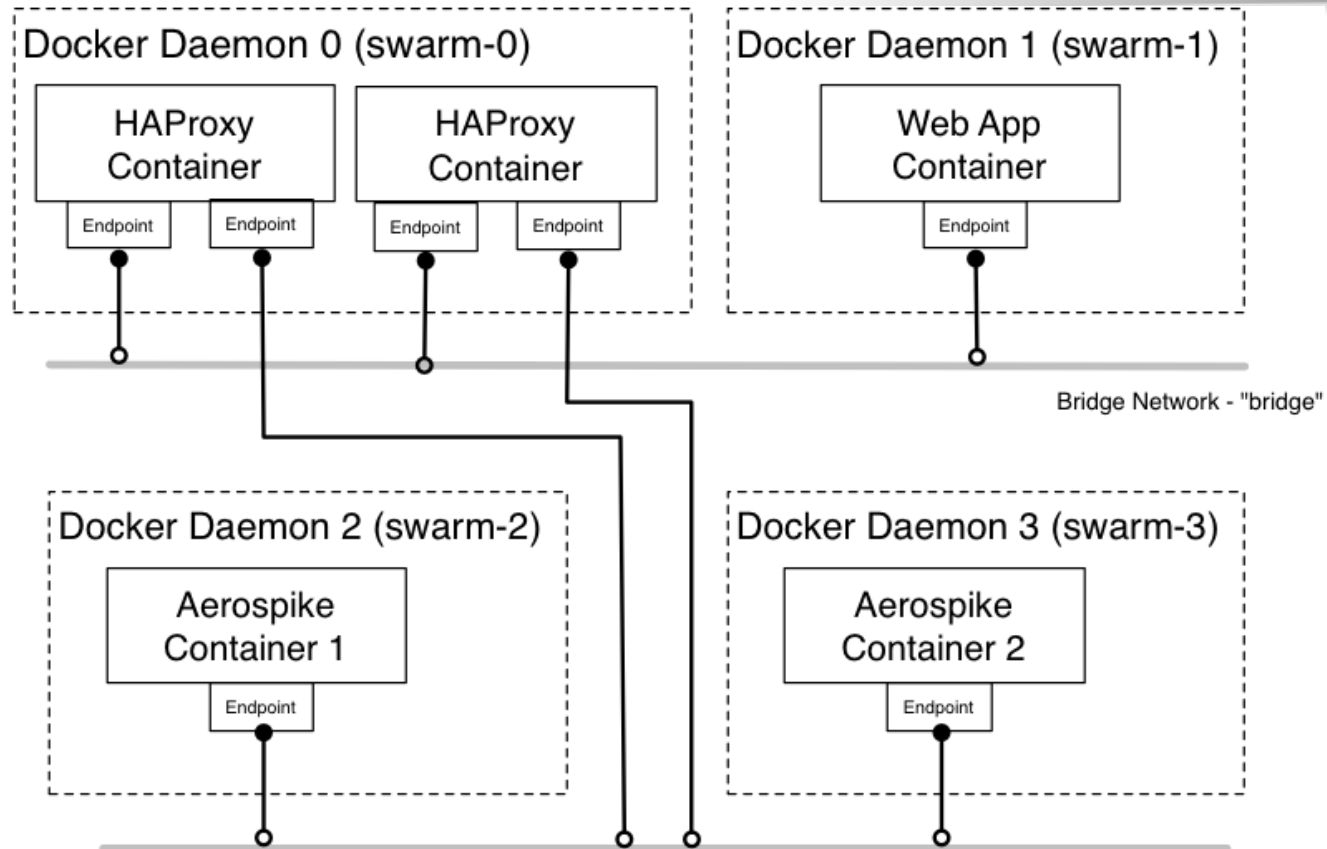 Docker Daemon 0 (swarm-0)
HAProxy
Container
Endpoint
Endpoint
HAProxy
Container
Endpoint
Endpoint
Docker Daemon 1 (swarm-1)
Web App
Container
Endpoint
Bridge Network - "bridge"
Docker Daemon 2 (swarm-2)
Aerospike
Container 1
Endpoint
Docker Daemon 3 (swarm-3)
Aerospike
Container 2
Endpoint